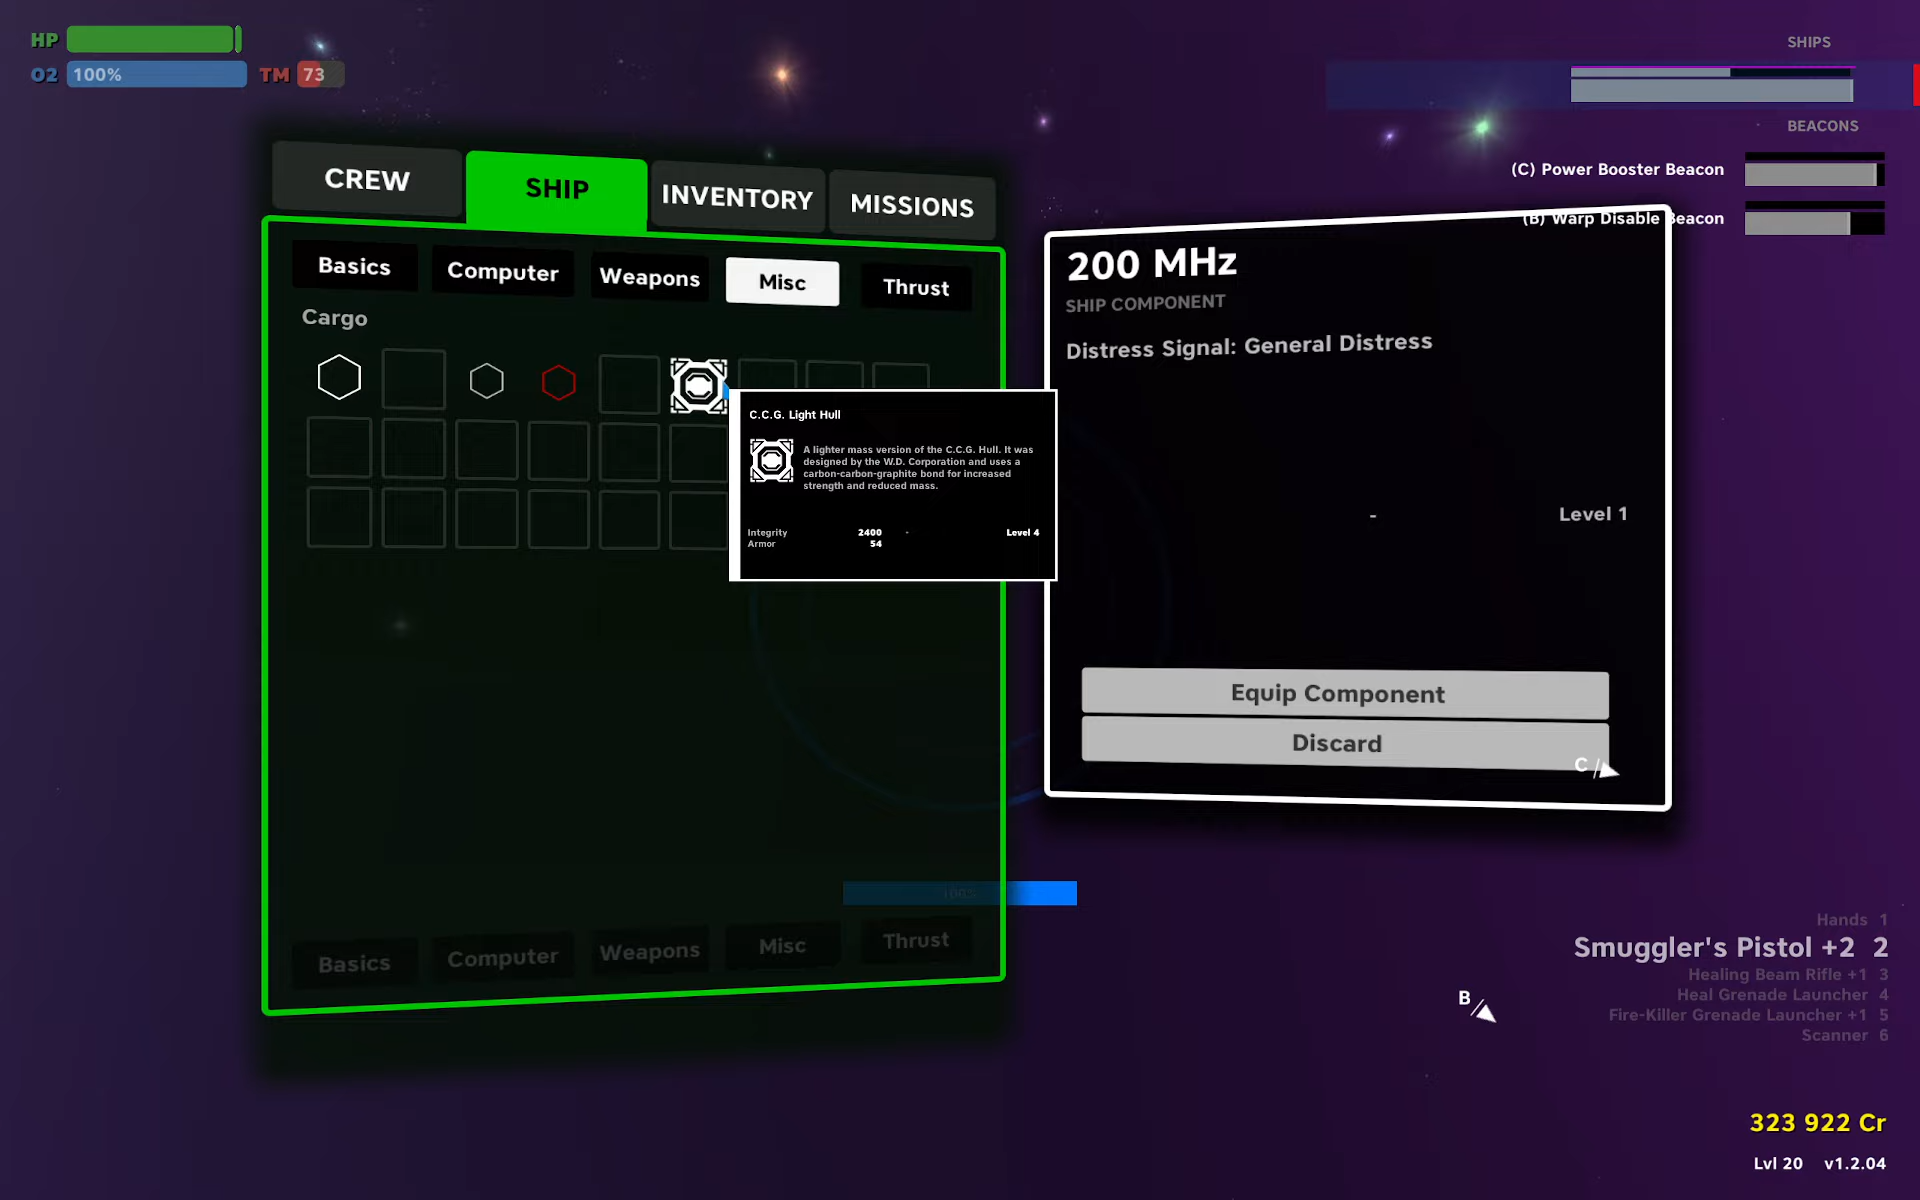 HP
O2 100% TM 73
SHIPS
BEACONS
(C) Power Booster Beacon
(B) Warp Disable Beacon
CREW SHIP INVENTORY MISSIONS
Basics Computer Weapons Misc Thrust
Cargo
C.C.G. Light Hull
A lighter mass version of the C.C.G. Hull. It was
designed by the W.D. Corporation and uses a
carbon-carbon-graphite bond for increased
strength and reduced mass.
Integrity 2400 - Level 4
Armor 54
200 MHz
SHIP COMPONENT
Distress Signal: General Distress
- Level 1
Equip Component
Discard
C
100%
Basics Computer Weapons Misc Thrust
B
Hands 1
Smuggler's Pistol +2 2
Healing Beam Rifle +1 3
Heal Grenade Launcher 4
Fire-Killer Grenade Launcher +1 5
Scanner 6
323 922 Cr
Lvl 20 v1.2.04